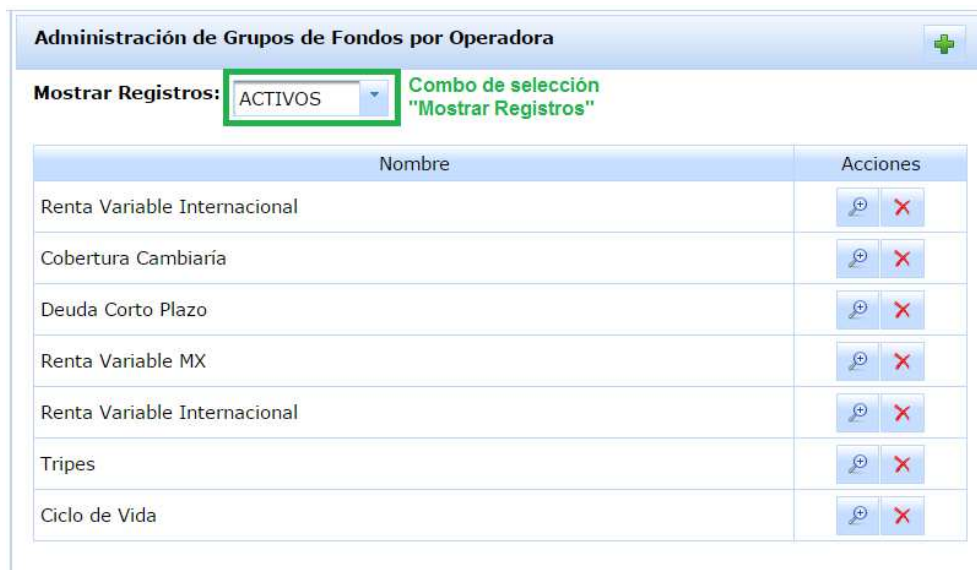 Administración de Grupos de Fondos por Operadora
Mostrar Registros: ACTIVOS Combo de selección
"Mostrar Registros"
Nombre Acciones
Renta Variable Internacional
Cobertura Cambiaría
Deuda Corto Plazo
Renta Variable MX
Renta Variable Internacional
Tripes
Ciclo de Vida